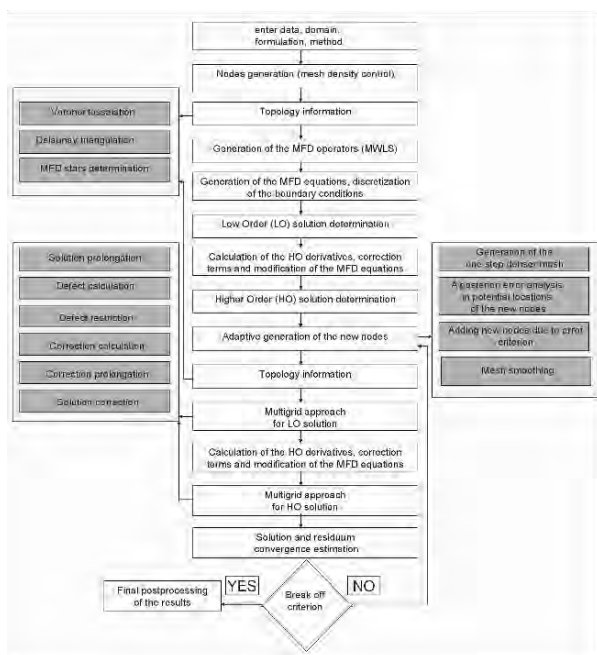 enter data, domain,
formulation, method
Nodes generation (mesh density control)
Topology information
Generation of the MFD operators (MWLS)
Generation of the MFD equations, discretization
of the boundary conditions
Low Order (LO) solution determination
Calculation of the HO derivatives, correction
terms and modification of the MFD equations
Higher Order (HO) solution determination
Adaptive generation of the new nodes
Topology information
Multigrid approach
for LO solution
Calculation of the HO derivatives, correction
terms and modification of the MFD equations
Multigrid approach
for HO solution
Solution and residuum
convergence estimation
Break off
criterion
YES
NO
Final postprocessing
of the results
Voronoi tesselation
Delaunay triangulation
MFD stars determination
Solution prolongation
Defect calculation
Defect restriction
Correction calculation
Correction prolongation
Solution correction
Generation of the
one step denser mesh
A posteriori error analysis
in potential locations
of the new nodes
Adding new nodes due to error
criterion
Mesh smoothing